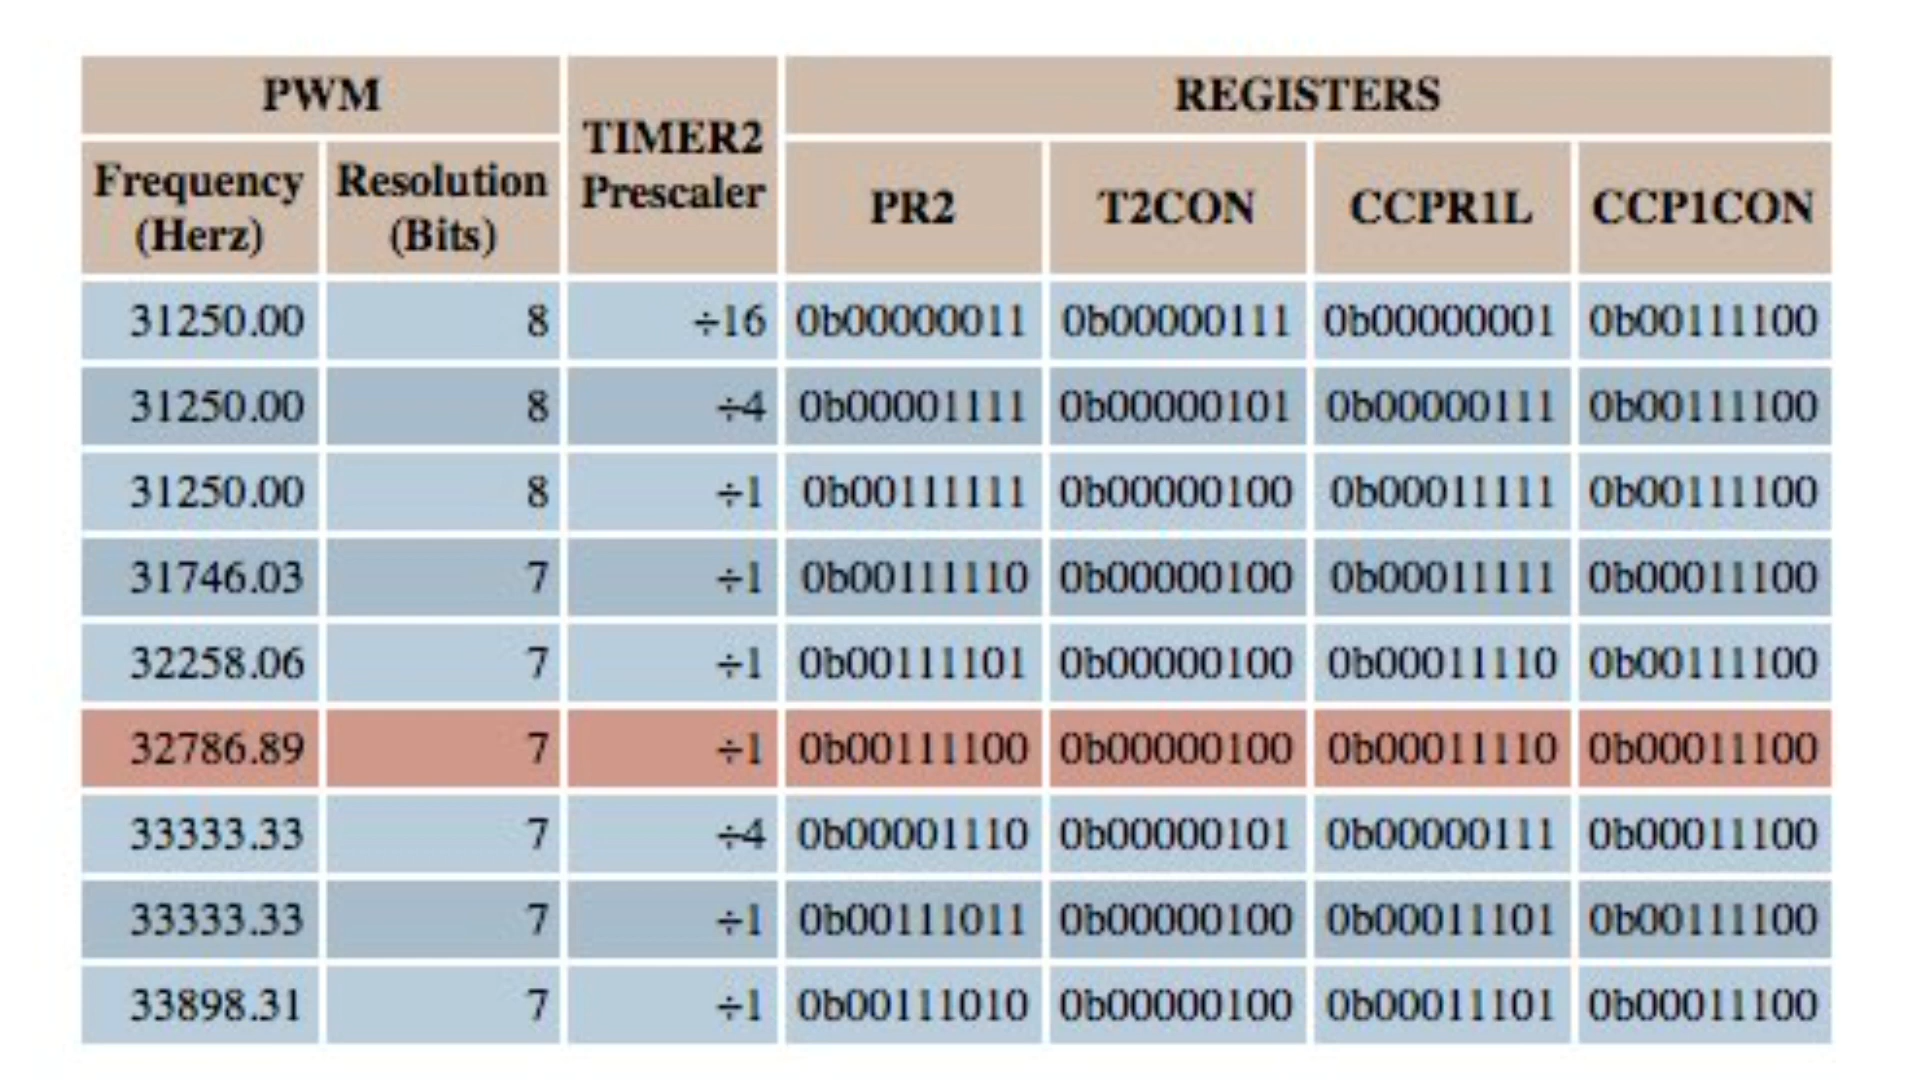 PWM TIMER2 Prescaler REGISTERS
Frequency (Herz) Resolution (Bits) PR2 T2CON CCPR1L CCP1CON
31250.00 8 ÷16 0b00000011 0b00000111 0b00000001 0b00111100
31250.00 8 ÷4 0b00001111 0b00000101 0b00000111 0b00111100
31250.00 8 ÷1 0b00111111 0b00000100 0b00011111 0b00111100
31746.03 7 ÷1 0b00111110 0b00000100 0b00011111 0b00011100
32258.06 7 ÷1 0b00111101 0b00000100 0b00011110 0b00111100
32786.89 7 ÷1 0b00111100 0b00000100 0b00011110 0b00011100
33333.33 7 ÷4 0b00001110 0b00000101 0b00000111 0b00011100
33333.33 7 ÷1 0b00111011 0b00000100 0b00011101 0b00111100
33898.31 7 ÷1 0b00111010 0b00000100 0b00011101 0b00011100